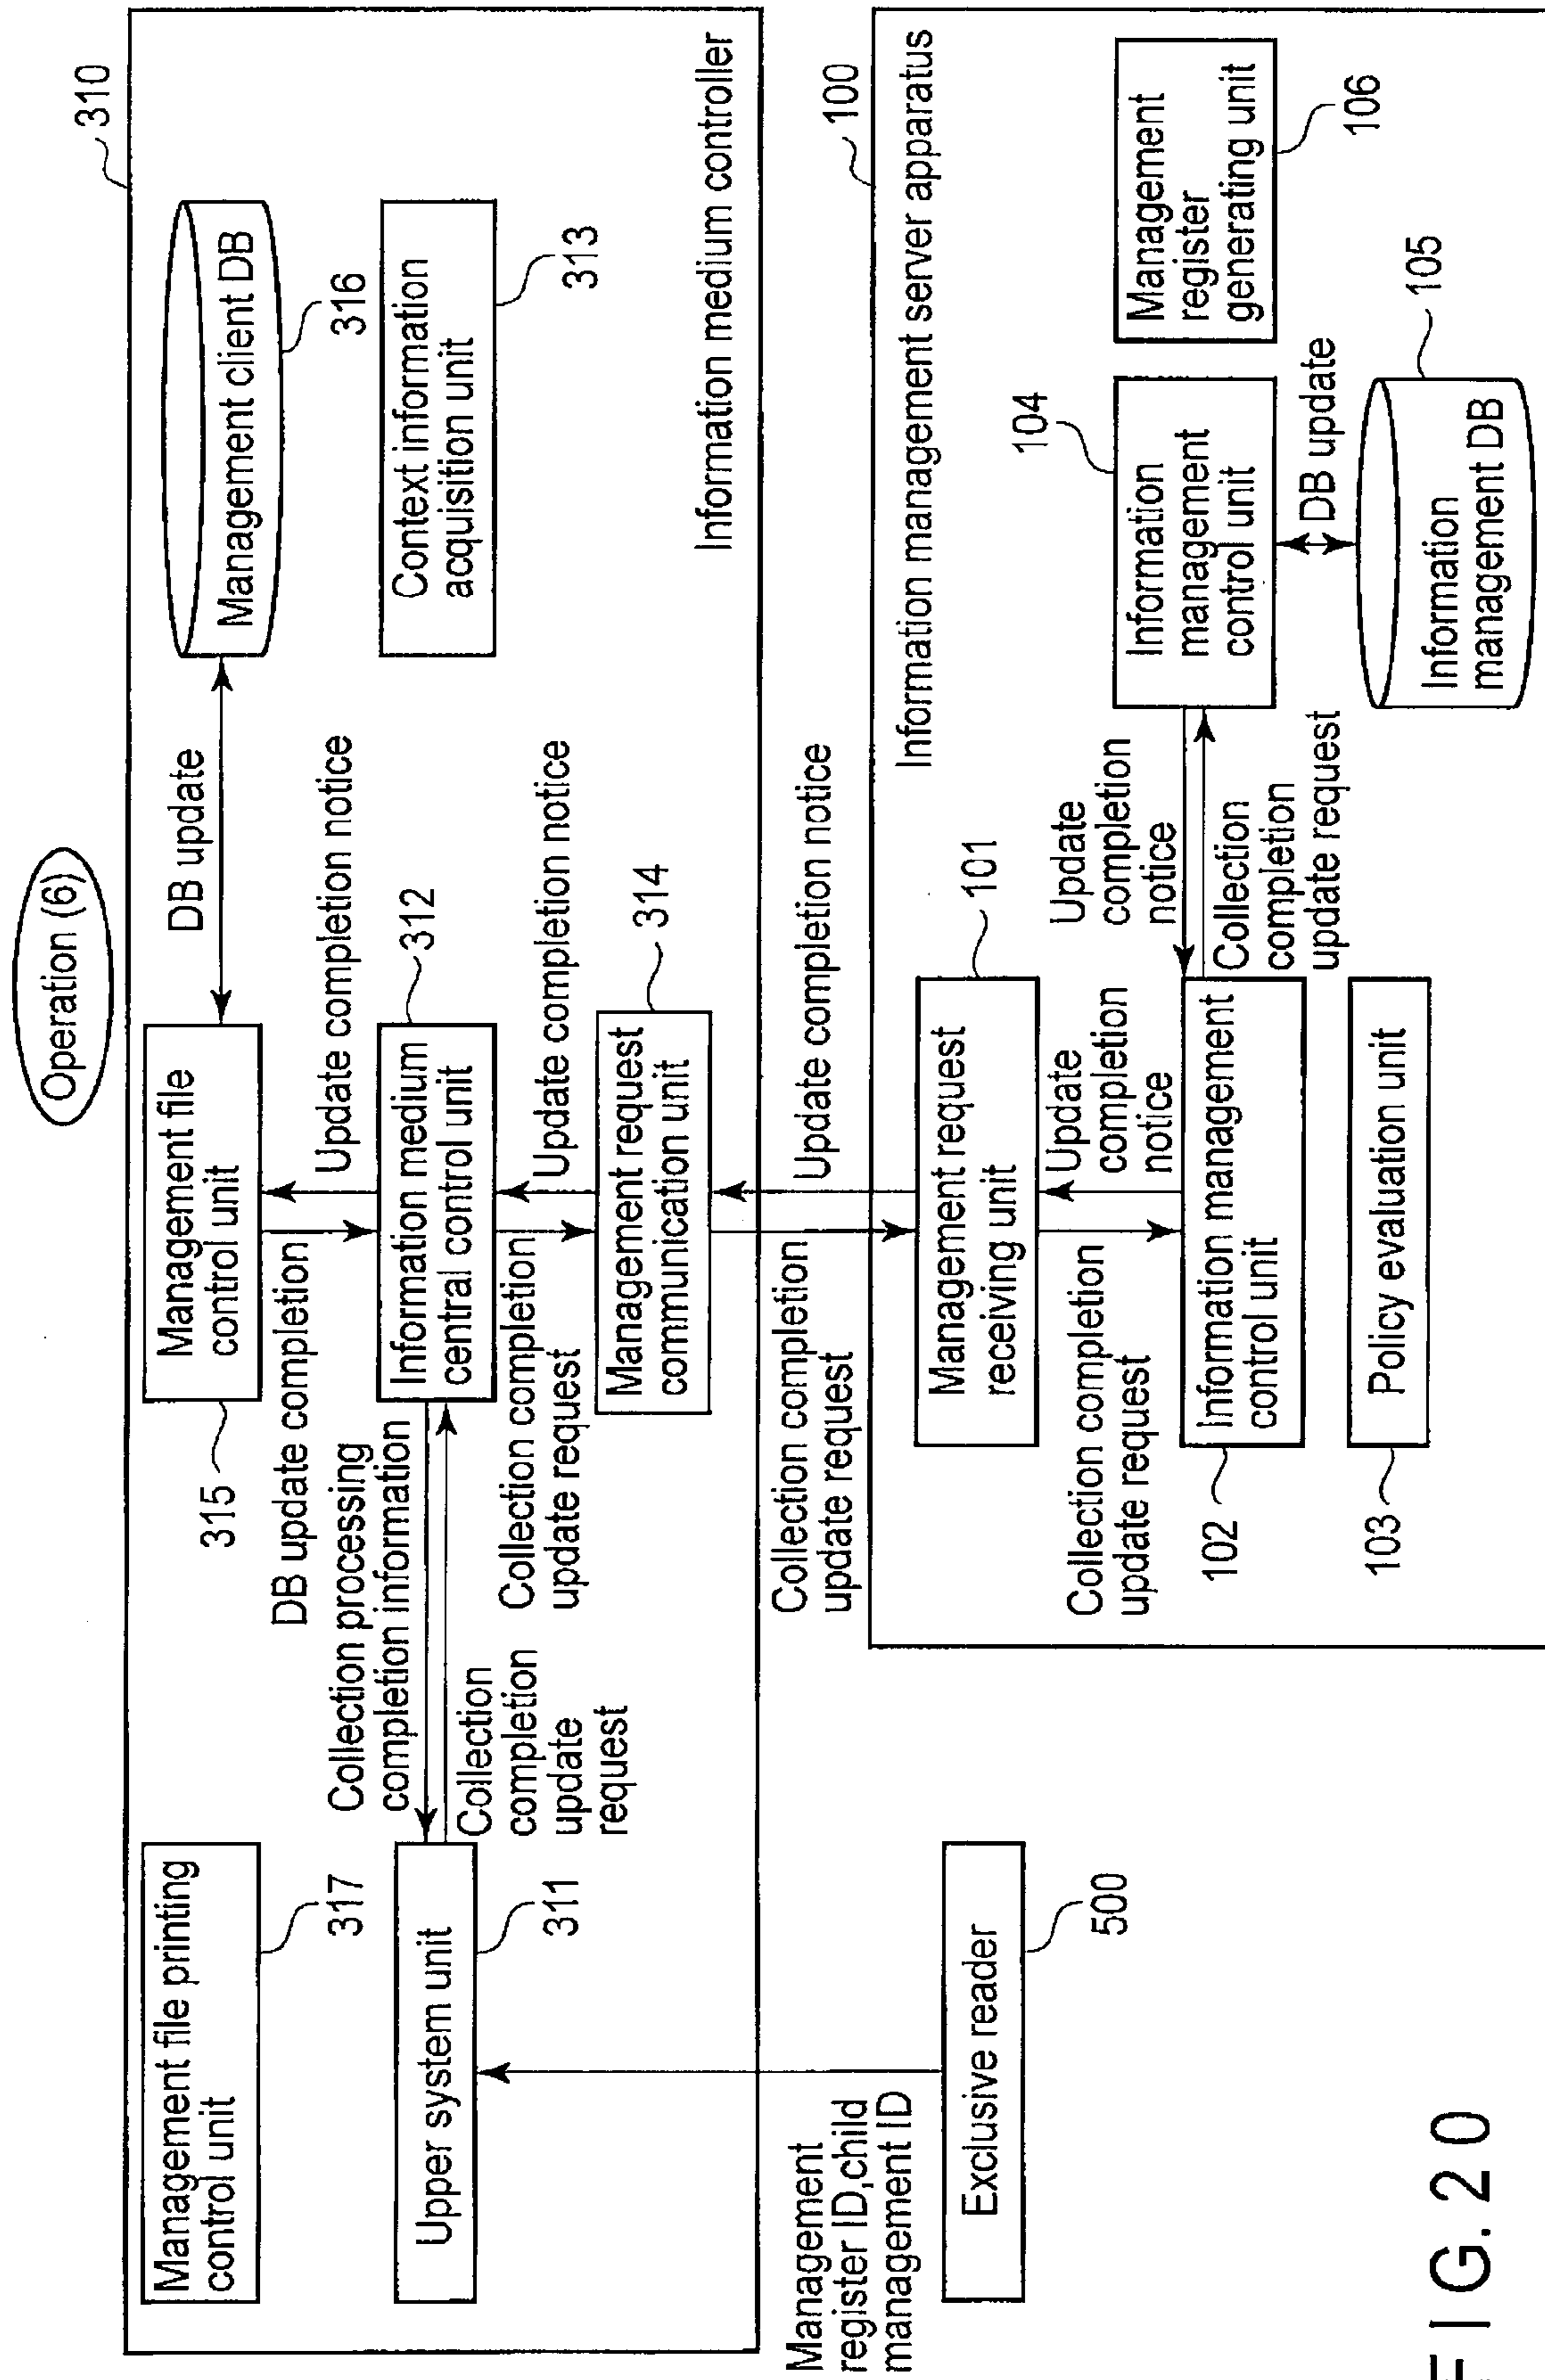 Operation (6)
310
Management file printing
control unit
317
315
Management file
control unit
DB update
Management client DB
316
DB update completion
Update completion notice
Collection processing
completion information
312
Upper system unit
311
Information medium
central control unit
Context information
acquisition unit
313
Collection
completion
update
request
Collection completion
update request
Update completion notice
314
Management request
communication unit
Information medium controller
Management
register ID,child
management ID
Collection completion
update request
Update completion notice
100
Information management server apparatus
Exclusive reader
500
Management request
receiving unit
101
Collection completion
update request
Update
completion
notice
Update
completion
notice
104
Information
management
control unit
Management
register
generating unit
106
102
Information management
control unit
Collection
completion
update request
DB update
105
103
Policy evaluation unit
Information
management DB
FIG. 20